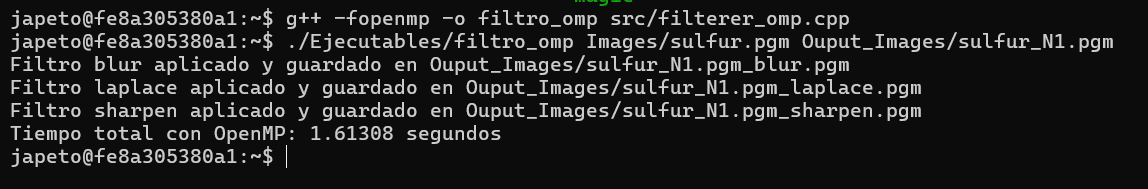 magic
japeto@fe8a305380a1:~$ g++ -fopenmp -o filtro_omp src/filterer_omp.cpp
japeto@fe8a305380a1:~$ ./Ejecutables/filtro_omp Images/sulfur.pgm Ouput_Images/sulfur_N1.pgm
Filtro blur aplicado y guardado en Ouput_Images/sulfur_N1.pgm_blur.pgm
Filtro laplace aplicado y guardado en Ouput_Images/sulfur_N1.pgm_laplace.pgm
Filtro sharpen aplicado y guardado en Ouput_Images/sulfur_N1.pgm_sharpen.pgm
Tiempo total con OpenMP: 1.61308 segundos
japeto@fe8a305380a1:~$